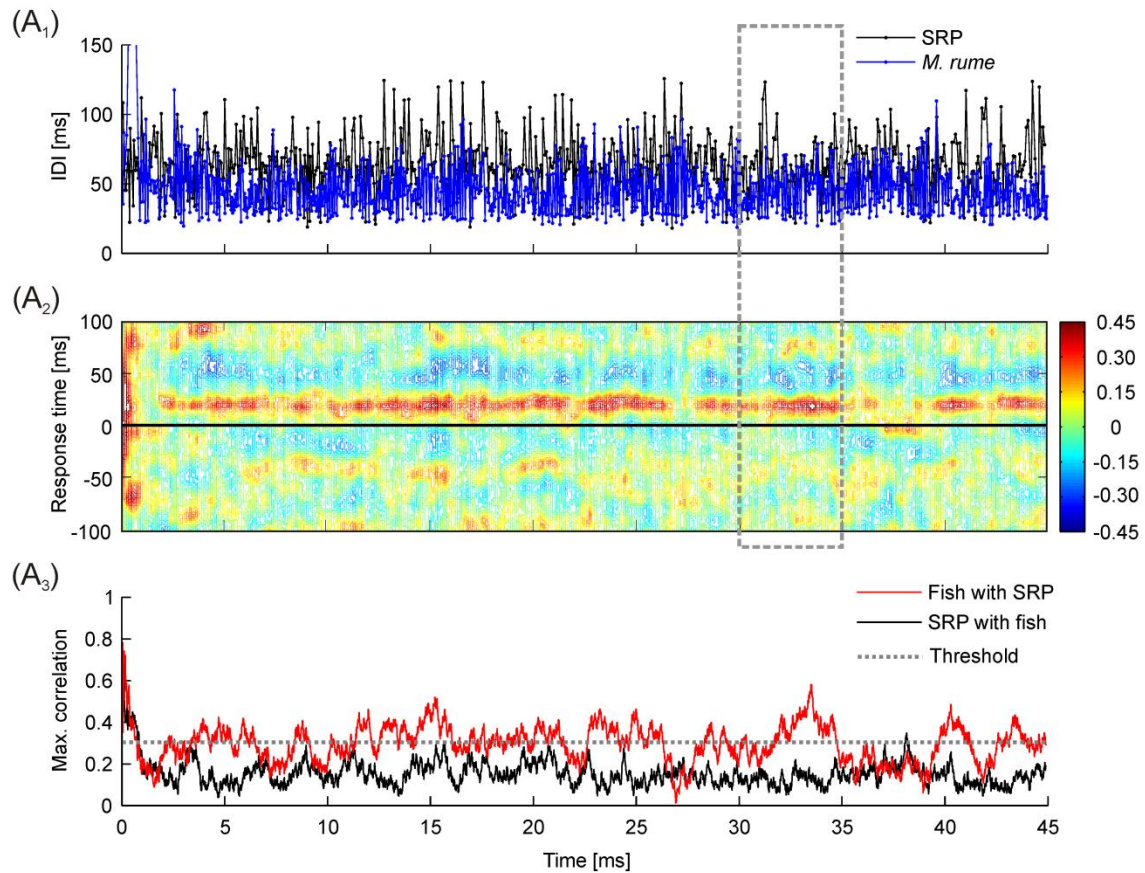 (A1)
IDI [ms]
150
100
50
0
SRP
M. rume
(A2)
Response time [ms]
100
50
0
-50
-100
0.45
0.30
0.15
0
-0.15
-0.30
-0.45
(A3)
Max. correlation
1
0.8
0.6
0.4
0.2
0
Fish with SRP
SRP with fish
Threshold
0 5 10 15 20 25 30 35 40 45
Time [ms]